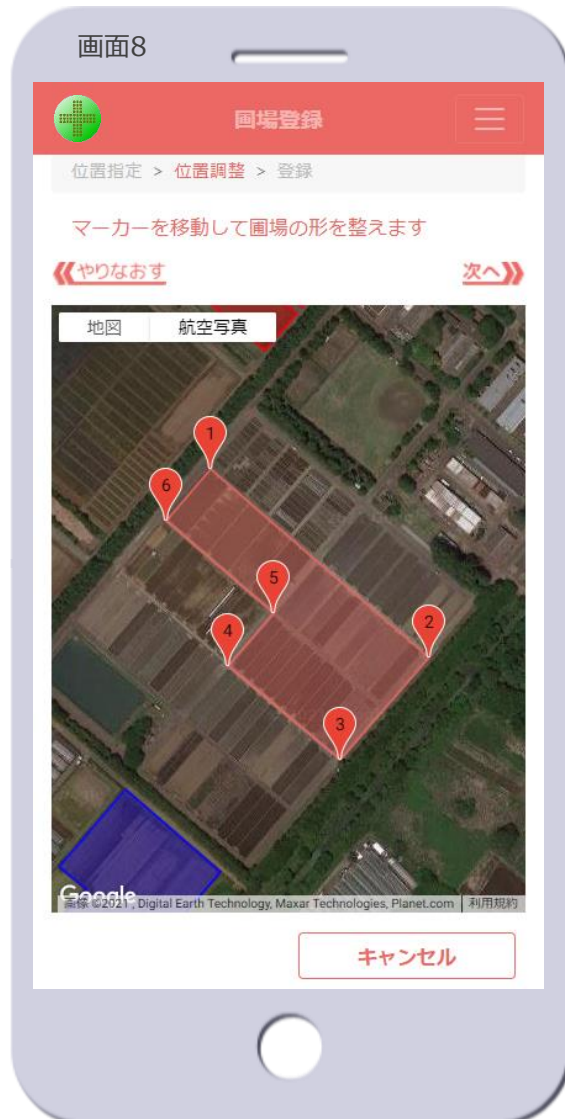 画面8
圃場登録
位置指定 > 位置調整 > 登録
マーカーを移動して圃場の形を整えます
やりなおす 次へ
地図 航空写真
1
6
5
2
4
3
Google
画像 ©2021 , Digital Earth Technology, Maxar Technologies, Planet.com 利用規約
キャンセル